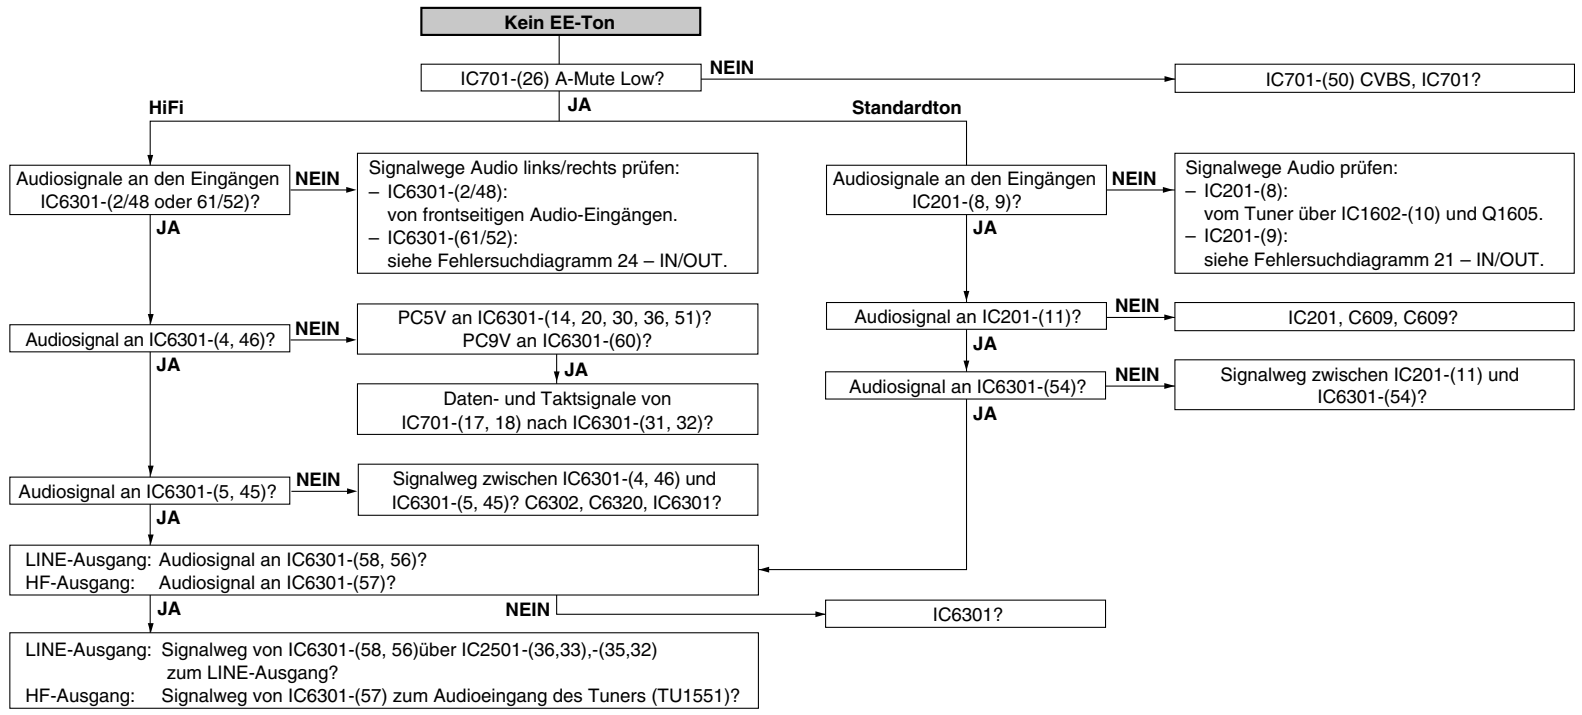 Kein EE-Ton
IC701-(26) A-Mute Low?
NEIN
IC701-(50) CVBS, IC701?
JA
HiFi
Standardton
Audiosignale an den Eingängen
IC6301-(2/48 oder 61/52)?
NEIN
JA
Signalwege Audio links/rechts prüfen:
– IC6301-(2/48):
von frontseitigen Audio-Eingängen.
– IC6301-(61/52):
siehe Fehlersuchdiagramm 24 – IN/OUT.
Audiosignale an den Eingängen
IC201-(8, 9)?
NEIN
JA
Signalwege Audio prüfen:
– IC201-(8):
vom Tuner über IC1602-(10) und Q1605.
– IC201-(9):
siehe Fehlersuchdiagramm 21 – IN/OUT.
Audiosignal an IC6301-(4, 46)?
NEIN
JA
PC5V an IC6301-(14, 20, 30, 36, 51)?
PC9V an IC6301-(60)?
JA
Daten- und Taktsignale von
IC701-(17, 18) nach IC6301-(31, 32)?
Audiosignal an IC201-(11)?
NEIN
JA
IC201, C609, C609?
Audiosignal an IC6301-(54)?
NEIN
JA
Signalweg zwischen IC201-(11) und
IC6301-(54)?
Audiosignal an IC6301-(5, 45)?
NEIN
JA
Signalweg zwischen IC6301-(4, 46) und
IC6301-(5, 45)? C6302, C6320, IC6301?
LINE-Ausgang: Audiosignal an IC6301-(58, 56)?
HF-Ausgang: Audiosignal an IC6301-(57)?
JA
NEIN
IC6301?
LINE-Ausgang: Signalweg von IC6301-(58, 56)über IC2501-(36,33),-(35,32)
zum LINE-Ausgang?
HF-Ausgang: Signalweg von IC6301-(57) zum Audioeingang des Tuners (TU1551)?